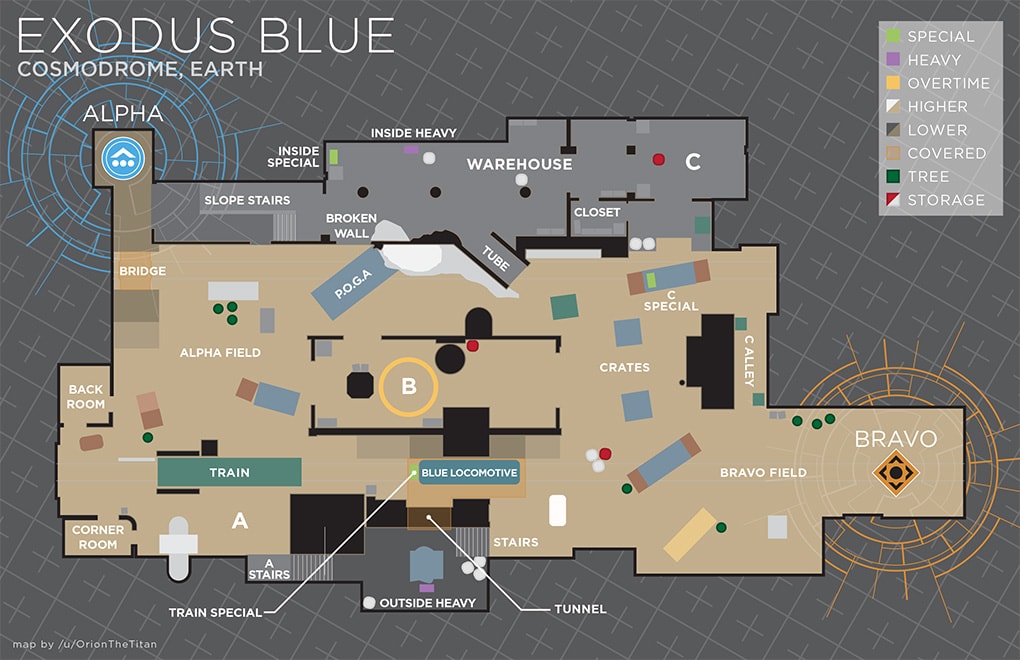 EXODUS BLUE
COSMODROME, EARTH
SPECIAL
HEAVY
OVERTIME
HIGHER
LOWER
COVERED
TREE
STORAGE
ALPHA
INSIDE HEAVY
INSIDE
SPECIAL
WAREHOUSE
C
SLOPE STAIRS
BROKEN
WALL
CLOSET
TUBE
BRIDGE
P.O.G.A
C
SPECIAL
ALPHA FIELD
CRATES
C ALLEY
B
BACK
ROOM
BRAVO
TRAIN
BLUE LOCOMOTIVE
BRAVO FIELD
A
CORNER
ROOM
STAIRS
A
STAIRS
OUTSIDE HEAVY
TRAIN SPECIAL
TUNNEL
map by /u/OrionTheTitan